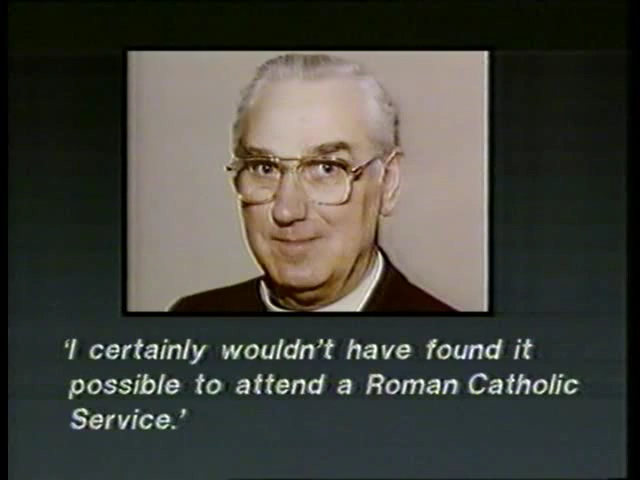 'I certainly wouldn't have found it
possible to attend a Roman Catholic
Service.'